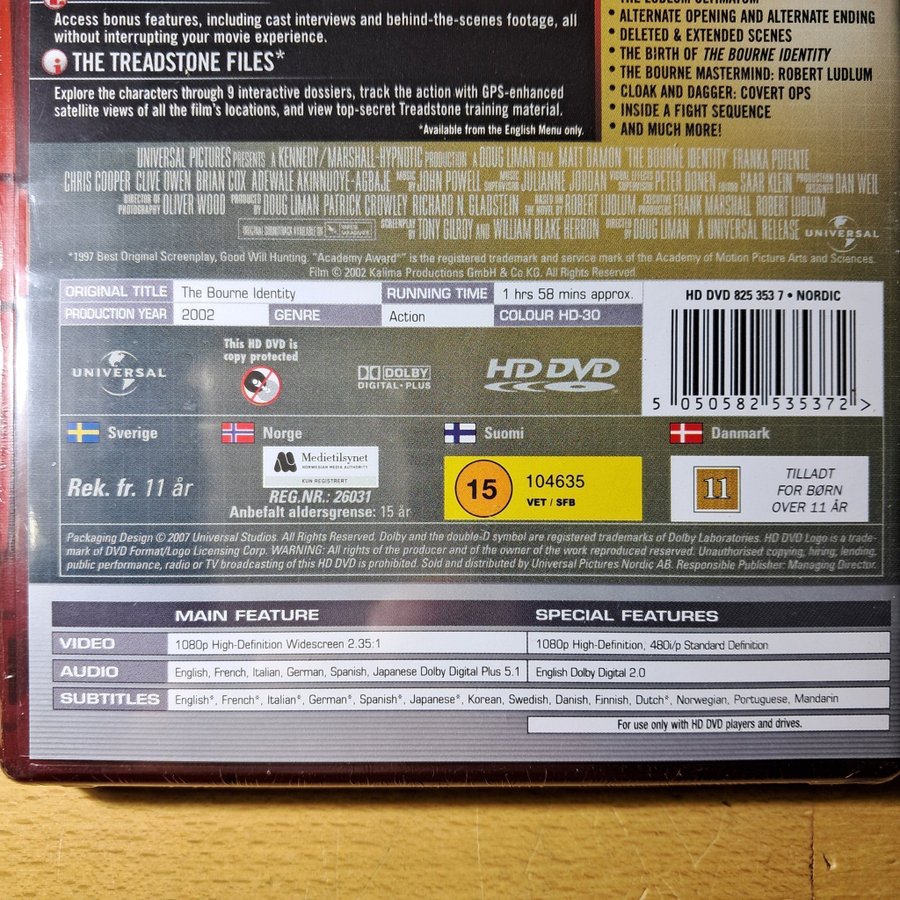 Access bonus features, including cast interviews and behind-the-scenes footage, all
without interrupting your movie experience.
THE TREADSTONE FILES*
Explore the characters through 9 interactive dossiers, track the action with GPS-enhanced
satellite views of all the film's locations, and view top-secret Treadstone training material.
*Available from the English Menu only.
THE LUDLUM ULTIMATUM
• ALTERNATE OPENING AND ALTERNATE ENDING
• DELETED & EXTENDED SCENES
• THE BIRTH OF THE BOURNE IDENTITY
• THE BOURNE MASTERMIND: ROBERT LUDLUM
• CLOAK AND DAGGER: COVERT OPS
• INSIDE A FIGHT SEQUENCE
• AND MUCH MORE!
UNIVERSAL PICTURES PRESENTS A KENNEDY/MARSHALL-HYPNOTIC PRODUCTION A DOUG LIMAN FILM MATT DAMON "THE BOURNE IDENTITY" FRANKA POTENTE
CHRIS COOPER CLIVE OWEN BRIAN COX ADEWALE AKINNUOYE-AGBAJE MUSIC BY JOHN POWELL MUSIC SUPERVISION JULIANNE JORDAN VISUAL EFFECTS SUPERVISION PETER DONEN EDITOR SAAR KLEIN PRODUCTION DESIGNER DAN WEIL
DIRECTOR OF PHOTOGRAPHY OLIVER WOOD PRODUCED BY DOUG LIMAN PATRICK CROWLEY RICHARD N. GLADSTEIN BASED ON THE NOVEL BY ROBERT LUDLUM EXECUTIVE PRODUCERS FRANK MARSHALL ROBERT LUDLUM
ORIGINAL SOUNDTRACK AVAILABLE ON SCREENPLAY BY TONY GILROY AND WILLIAM BLAKE HERRON DIRECTED BY DOUG LIMAN A UNIVERSAL RELEASE UNIVERSAL
*1997 Best Original Screenplay, Good Will Hunting. "Academy Award®" is the registered trademark and service mark of the Academy of Motion Picture Arts and Sciences.
Film © 2002 Kalima Productions GmbH & Co KG. All Rights Reserved.
ORIGINAL TITLE The Bourne Identity RUNNING TIME 1 hrs 58 mins approx.
PRODUCTION YEAR 2002 GENRE Action COLOUR HD-30
HD DVD 825 353 7 • NORDIC
5 050582 535372 >
UNIVERSAL
This HD DVD is
copy protected
DOLBY
DIGITAL·PLUS
HD DVD
Sverige
Rek. fr. 11 år
Norge
Medietilsynet
NORWEGIAN MEDIA AUTHORITY
KUN REGISTRERT
REG.NR.: 26031
Anbefalt aldersgrense: 15 år
Suomi
15
104635
VET / SFB
Danmark
11
TILLADT
FOR BØRN
OVER 11 ÅR
Packaging Design © 2007 Universal Studios. All Rights Reserved. Dolby and the double-D symbol are registered trademarks of Dolby Laboratories. HD DVD Logo is a trade-
mark of DVD Format/Logo Licensing Corp. WARNING: All rights of the producer and of the owner of the work reproduced reserved. Unauthorised copying, hiring, lending,
public performance, radio or TV broadcasting of this HD DVD is prohibited. Sold and distributed by Universal Pictures Nordic AB. Responsible Publisher: Managing Director.
MAIN FEATURE SPECIAL FEATURES
VIDEO 1080p High-Definition Widescreen 2.35:1 1080p High-Definition, 480i/p Standard Definition
AUDIO English, French, Italian, German, Spanish, Japanese Dolby Digital Plus 5.1 English Dolby Digital 2.0
SUBTITLES English*, French*, Italian*, German*, Spanish*, Japanese*, Korean, Swedish, Danish, Finnish, Dutch*, Norwegian, Portuguese, Mandarin
For use only with HD DVD players and drives.